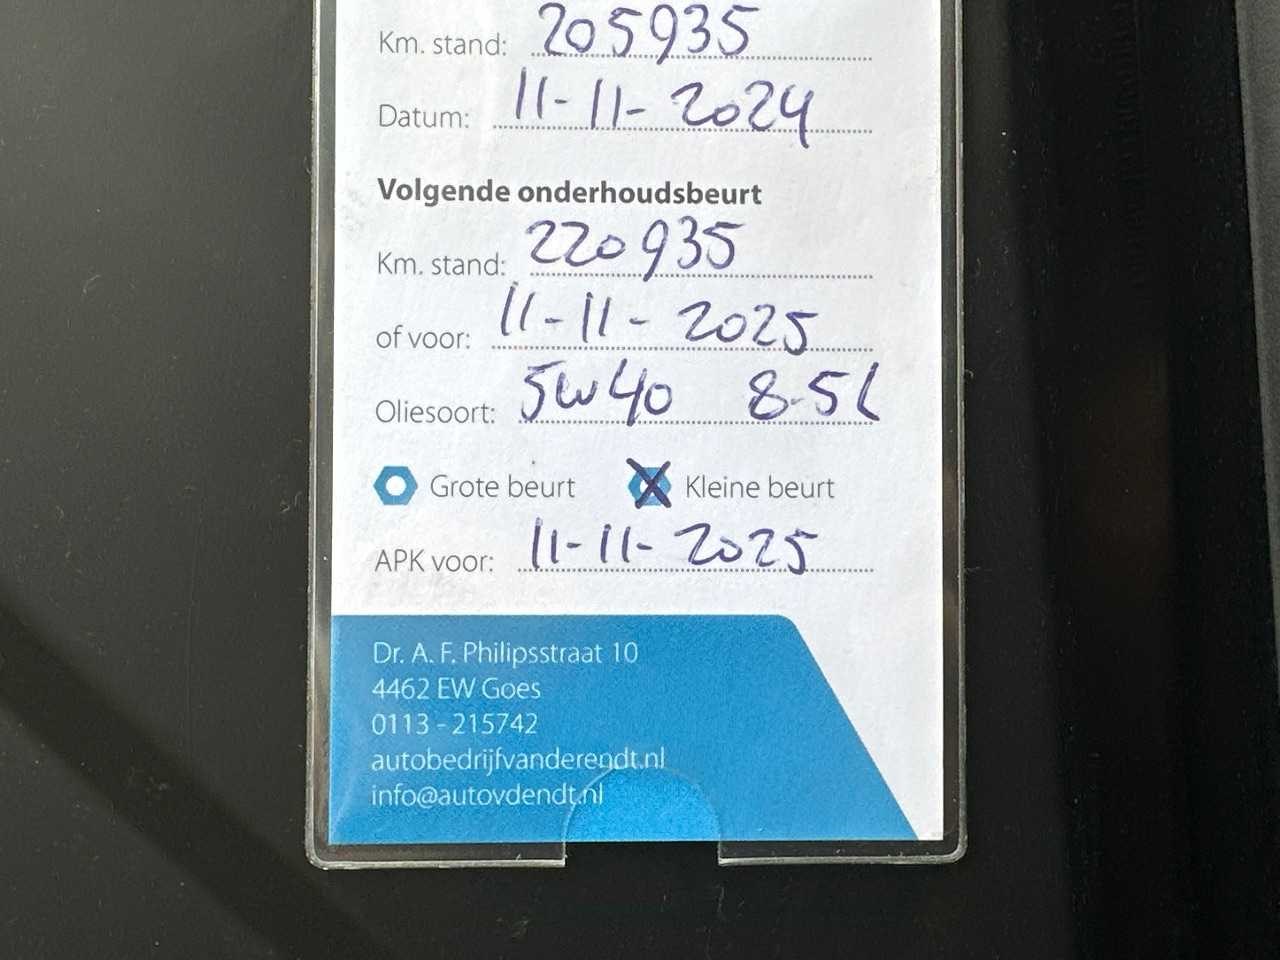 Km. stand: 205935
Datum: 11-11-2024
Volgende onderhoudsbeurt
Km. stand: 220935
of voor: 11-11-2025
Oliesoort: 5W40 8.5L
Grote beurt X Kleine beurt
APK voor: 11-11-2025
Dr. A. F. Philipsstraat 10
4462 EW Goes
0113 - 215742
autobedrijfvanderendt.nl
info@autovdendt.nl